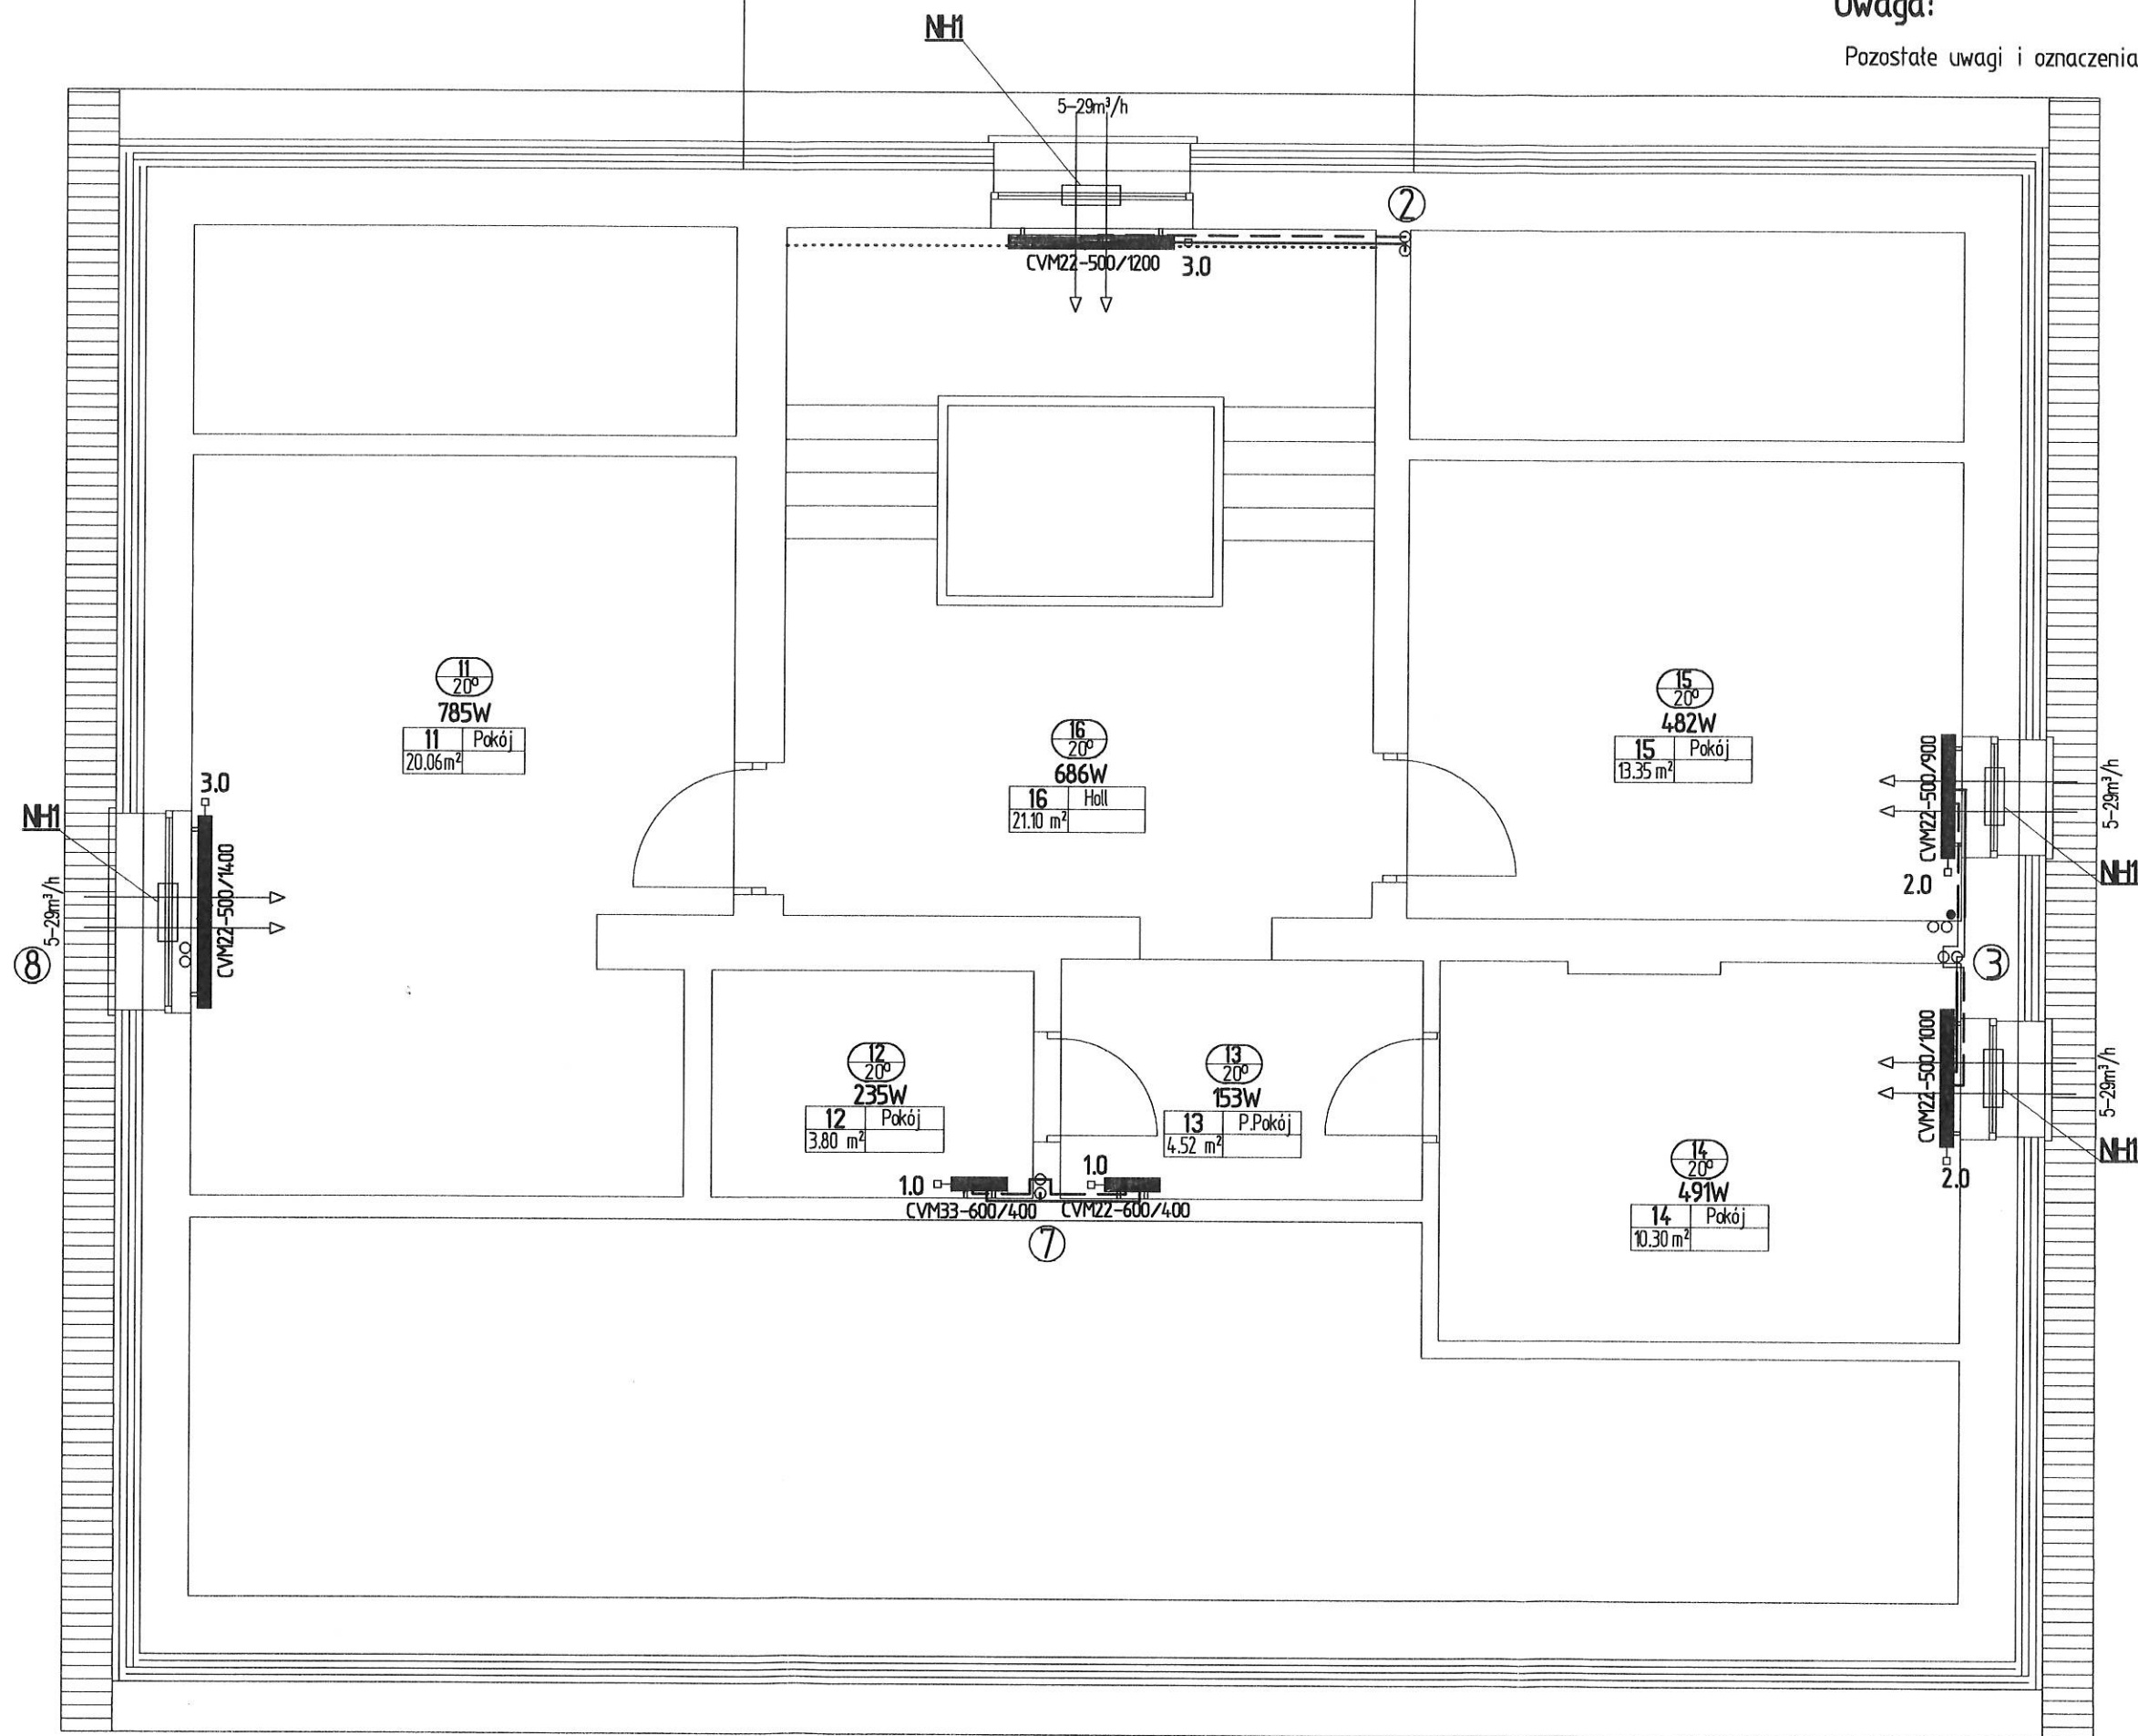 Uwaga:
Pozostałe uwagi i oznaczenia
NH1
5-29m³/h
2
CVM22-500/1200
3.0
11
20°
785W
11 Pokój
20.06m²
16
20°
686W
16 Holl
21.10 m²
15
20°
482W
15 Pokój
13.35 m²
3.0
NH1
CVM22-500/1400
5-29m³/h
8
CVM22-500/900
5-29m³/h
NH1
2.0
3
12
20°
235W
12 Pokój
3.80 m²
13
20°
153W
13 P.Pokój
4.52 m²
CVM22-500/1000
5-29m³/h
NH1
2.0
14
20°
491W
14 Pokój
10.30 m²
1.0
1.0
CVM33-600/400
CVM22-600/400
7